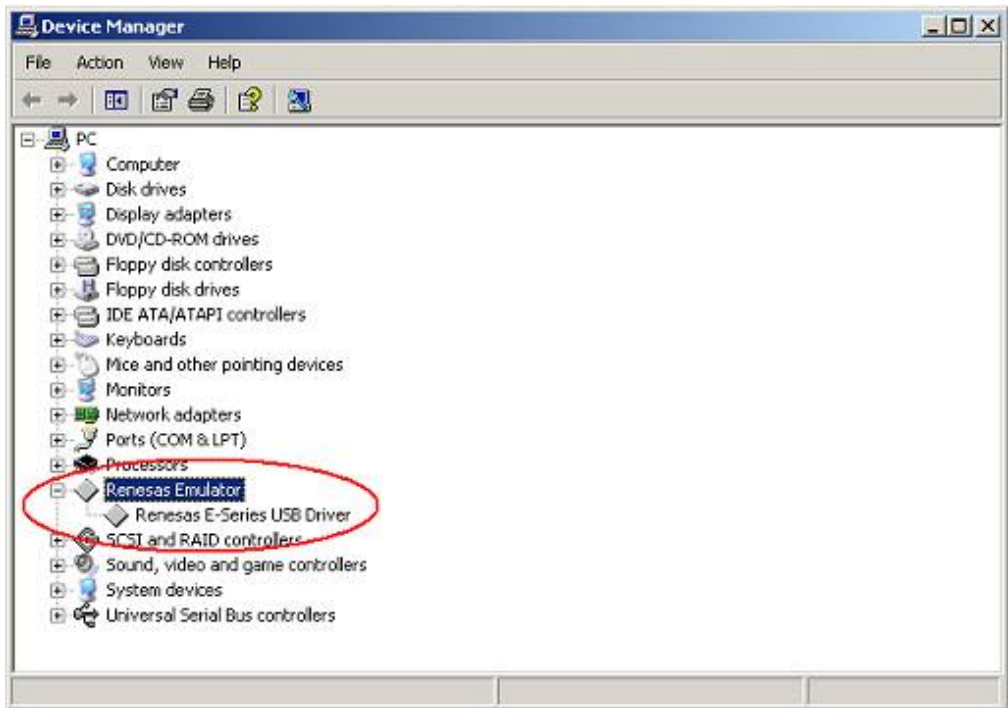 Device Manager
File Action View Help
PC
Computer
Disk drives
Display adapters
DVD/CD-ROM drives
Floppy disk controllers
Floppy disk drives
IDE ATA/ATAPI controllers
Keyboards
Mice and other pointing devices
Monitors
Network adapters
Ports (COM & LPT)
Processors
Renesas Emulator
Renesas E-Series USB Driver
SCSI and RAID controllers
Sound, video and game controllers
System devices
Universal Serial Bus controllers